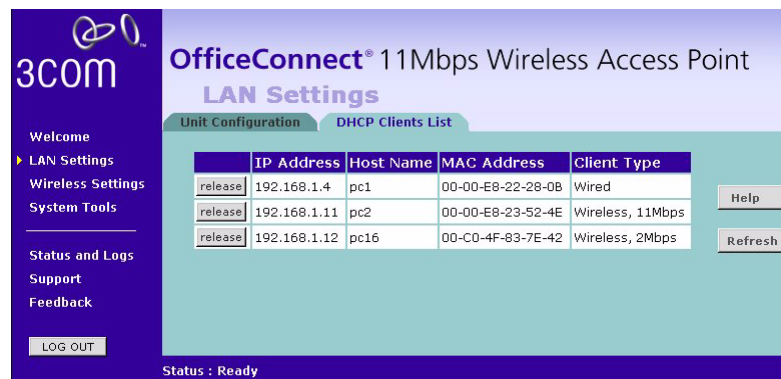 3COM
OfficeConnect® 11Mbps Wireless Access Point
LAN Settings
Unit Configuration DHCP Clients List
Welcome
LAN Settings
Wireless Settings
System Tools
Status and Logs
Support
Feedback
LOG OUT
IP Address Host Name MAC Address Client Type
release 192.168.1.4 pc1 00-00-E8-22-28-0B Wired
release 192.168.1.11 pc2 00-00-E8-23-52-4E Wireless, 11Mbps
release 192.168.1.12 pc16 00-C0-4F-83-7E-42 Wireless, 2Mbps
Help
Refresh
Status : Ready